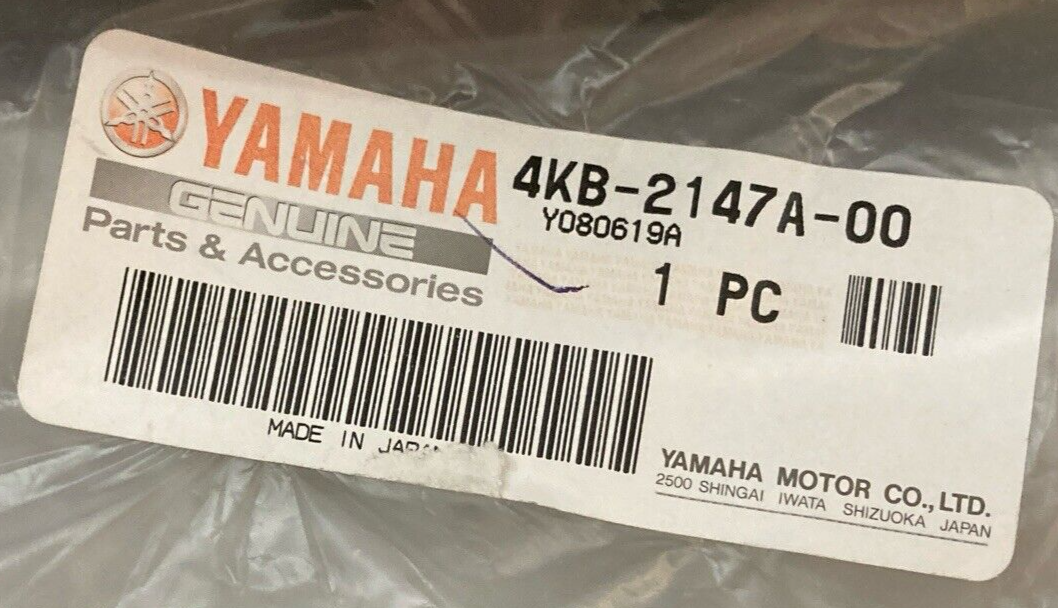 YAMAHA
GENUINE
Parts & Accessories
4KB-2147A-00
Y080619A
1 PC
MADE IN JAPAN
YAMAHA MOTOR CO., LTD.
2500 SHINGAI IWATA SHIZUOKA JAPAN